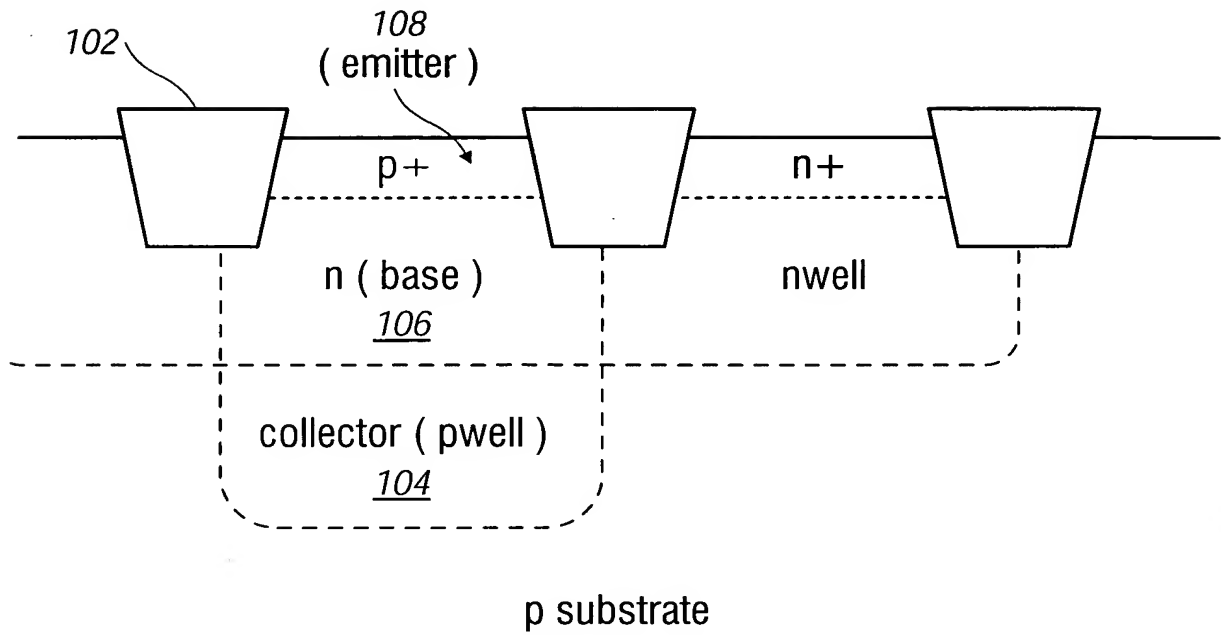 102
108
( emitter )
p+
n+
n ( base )
106
nwell
collector ( pwell )
104
p substrate